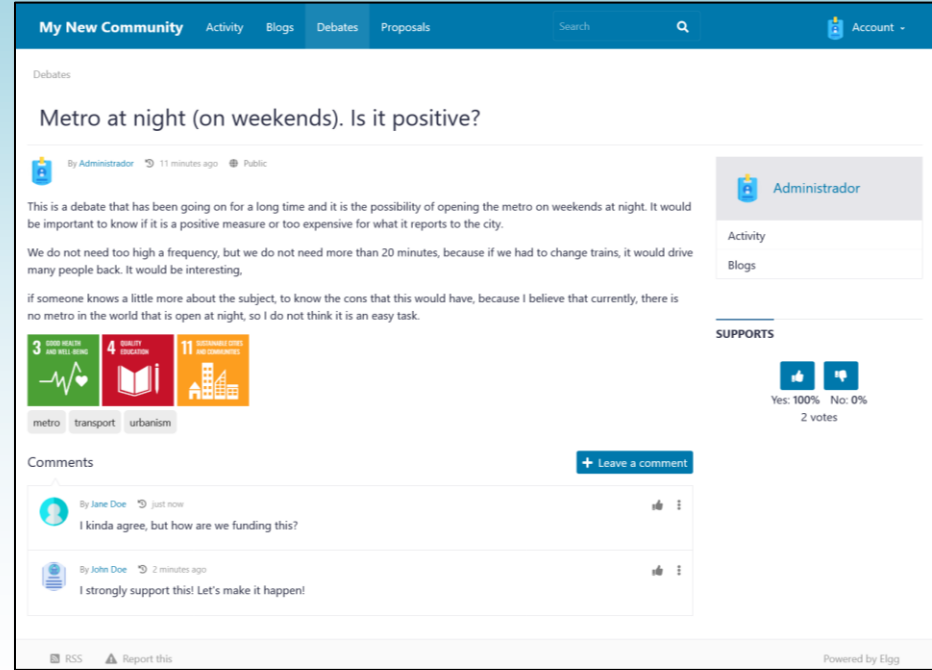 My New Community Activity Blogs Debates Proposals Search Account
Debates
Metro at night (on weekends). Is it positive?
By Administrador 11 minutes ago Public
This is a debate that has been going on for a long time and it is the possibility of opening the metro on weekends at night. It would
be important to know if it is a positive measure or too expensive for what it reports to the city.
We do not need too high a frequency, but we do not need more than 20 minutes, because if we had to change trains, it would drive
many people back. It would be interesting,
if someone knows a little more about the subject, to know the cons that this would have, because I believe that currently, there is
no metro in the world that is open at night, so I do not think it is an easy task.
3 GOOD HEALTH
AND WELL-BEING
4 QUALITY
EDUCATION
11 SUSTAINABLE CITIES
AND COMMUNITIES
metro transport urbanism
Comments
+ Leave a comment
By Jane Doe just now
I kinda agree, but how are we funding this?
By John Doe 2 minutes ago
I strongly support this! Let's make it happen!
Administrador
Activity
Blogs
SUPPORTS
Yes: 100% No: 0%
2 votes
RSS Report this Powered by Elgg